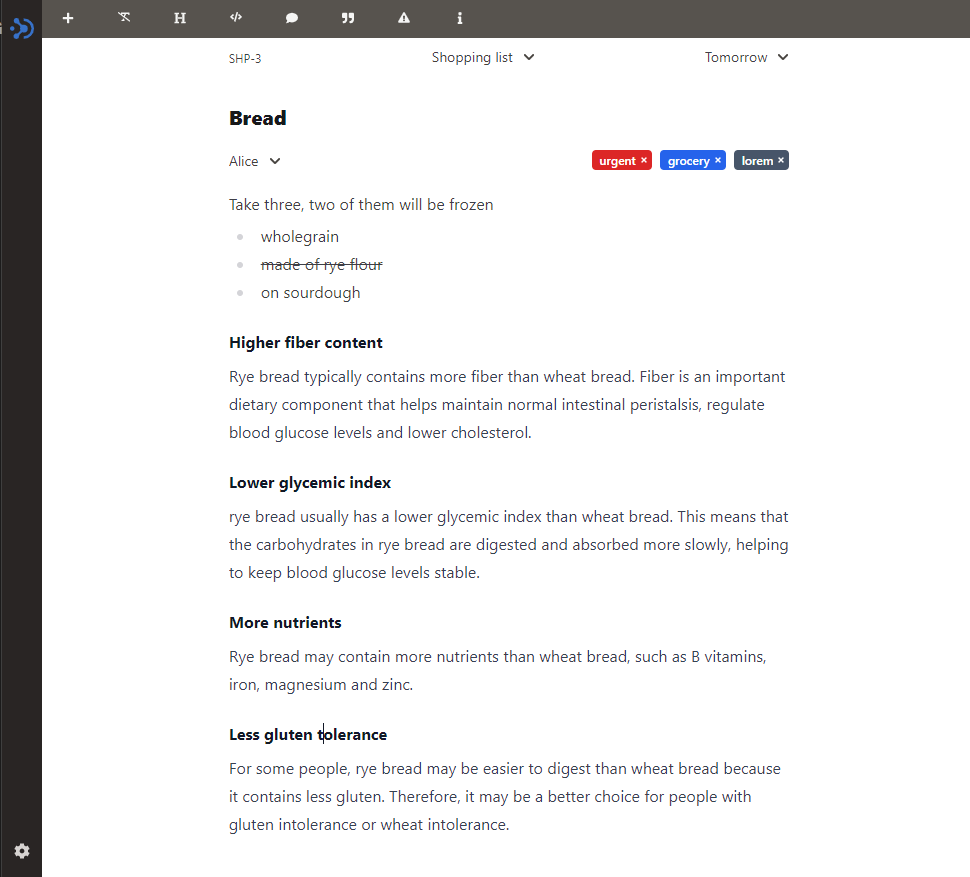 SHP-3 Shopping list Tomorrow
Bread
Alice urgent × grocery × lorem ×
Take three, two of them will be frozen
wholegrain
made of rye flour
on sourdough
Higher fiber content
Rye bread typically contains more fiber than wheat bread. Fiber is an important
dietary component that helps maintain normal intestinal peristalsis, regulate
blood glucose levels and lower cholesterol.
Lower glycemic index
rye bread usually has a lower glycemic index than wheat bread. This means that
the carbohydrates in rye bread are digested and absorbed more slowly, helping
to keep blood glucose levels stable.
More nutrients
Rye bread may contain more nutrients than wheat bread, such as B vitamins,
iron, magnesium and zinc.
Less gluten tolerance
For some people, rye bread may be easier to digest than wheat bread because
it contains less gluten. Therefore, it may be a better choice for people with
gluten intolerance or wheat intolerance.